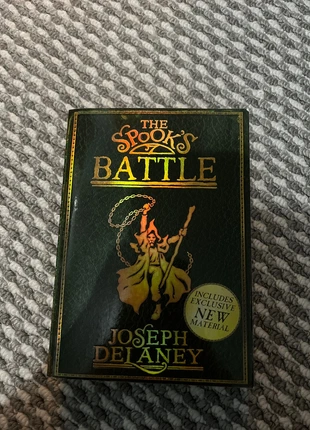 THE
SPOOK'S
BATTLE
INCLUDES
EXCLUSIVE
NEW
MATERIAL
JOSEPH
DELANEY